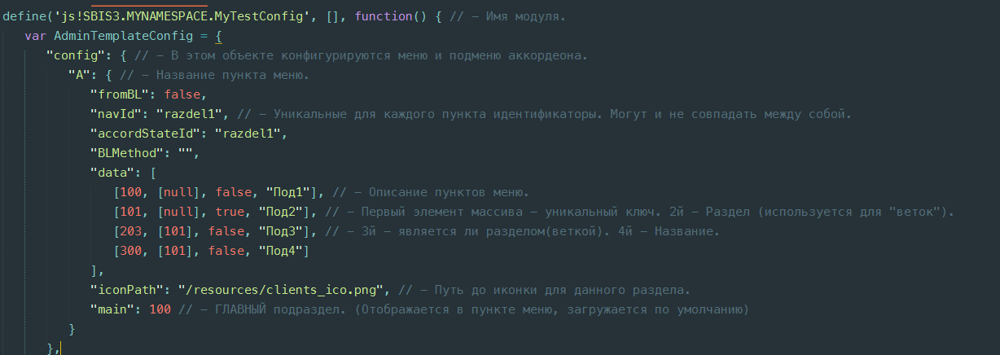 define('js!SBIS3.MYNAMESPACE.MyTestConfig', [], function() { // – Имя модуля.
var AdminTemplateConfig = {
"config": { // – В этом объекте конфигурируются меню и подменю аккордеона.
"A": { // – Название пункта меню.
"fromBL": false,
"navId": "razdel1", // – Уникальные для каждого пункта идентификаторы. Могут и не совпадать между собой.
"accordStateId": "razdel1",
"BLMethod": "",
"data": [
[100, [null], false, "Под1"], // – Описание пунктов меню.
[101, [null], true, "Под2"], // – Первый элемент массива – уникальный ключ. 2й – Раздел (используется для "веток").
[203, [101], false, "Под3"], // – 3й – является ли разделом(веткой). 4й – Название.
[300, [101], false, "Под4"]
],
"iconPath": "/resources/clients_ico.png", // – Путь до иконки для данного раздела.
"main": 100 // – ГЛАВНЫЙ подраздел. (Отображается в пункте меню, загружается по умолчанию)
}
},